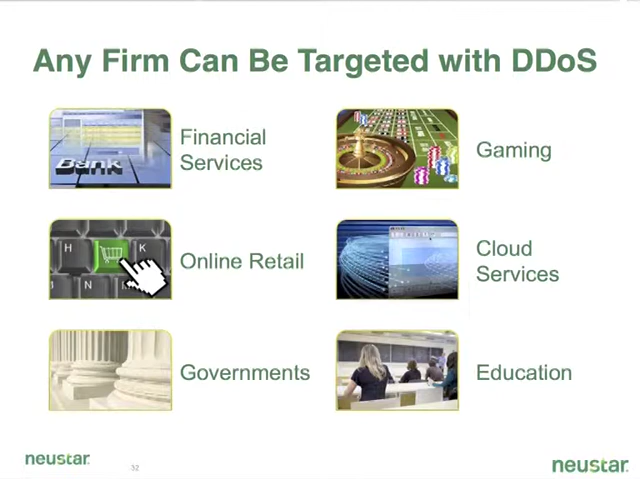 Any Firm Can Be Targeted with DDoS
Bank
Financial
Services
Gaming
H
K
N
M
Online Retail
Cloud
Services
Governments
Education
neustar
32
neustar